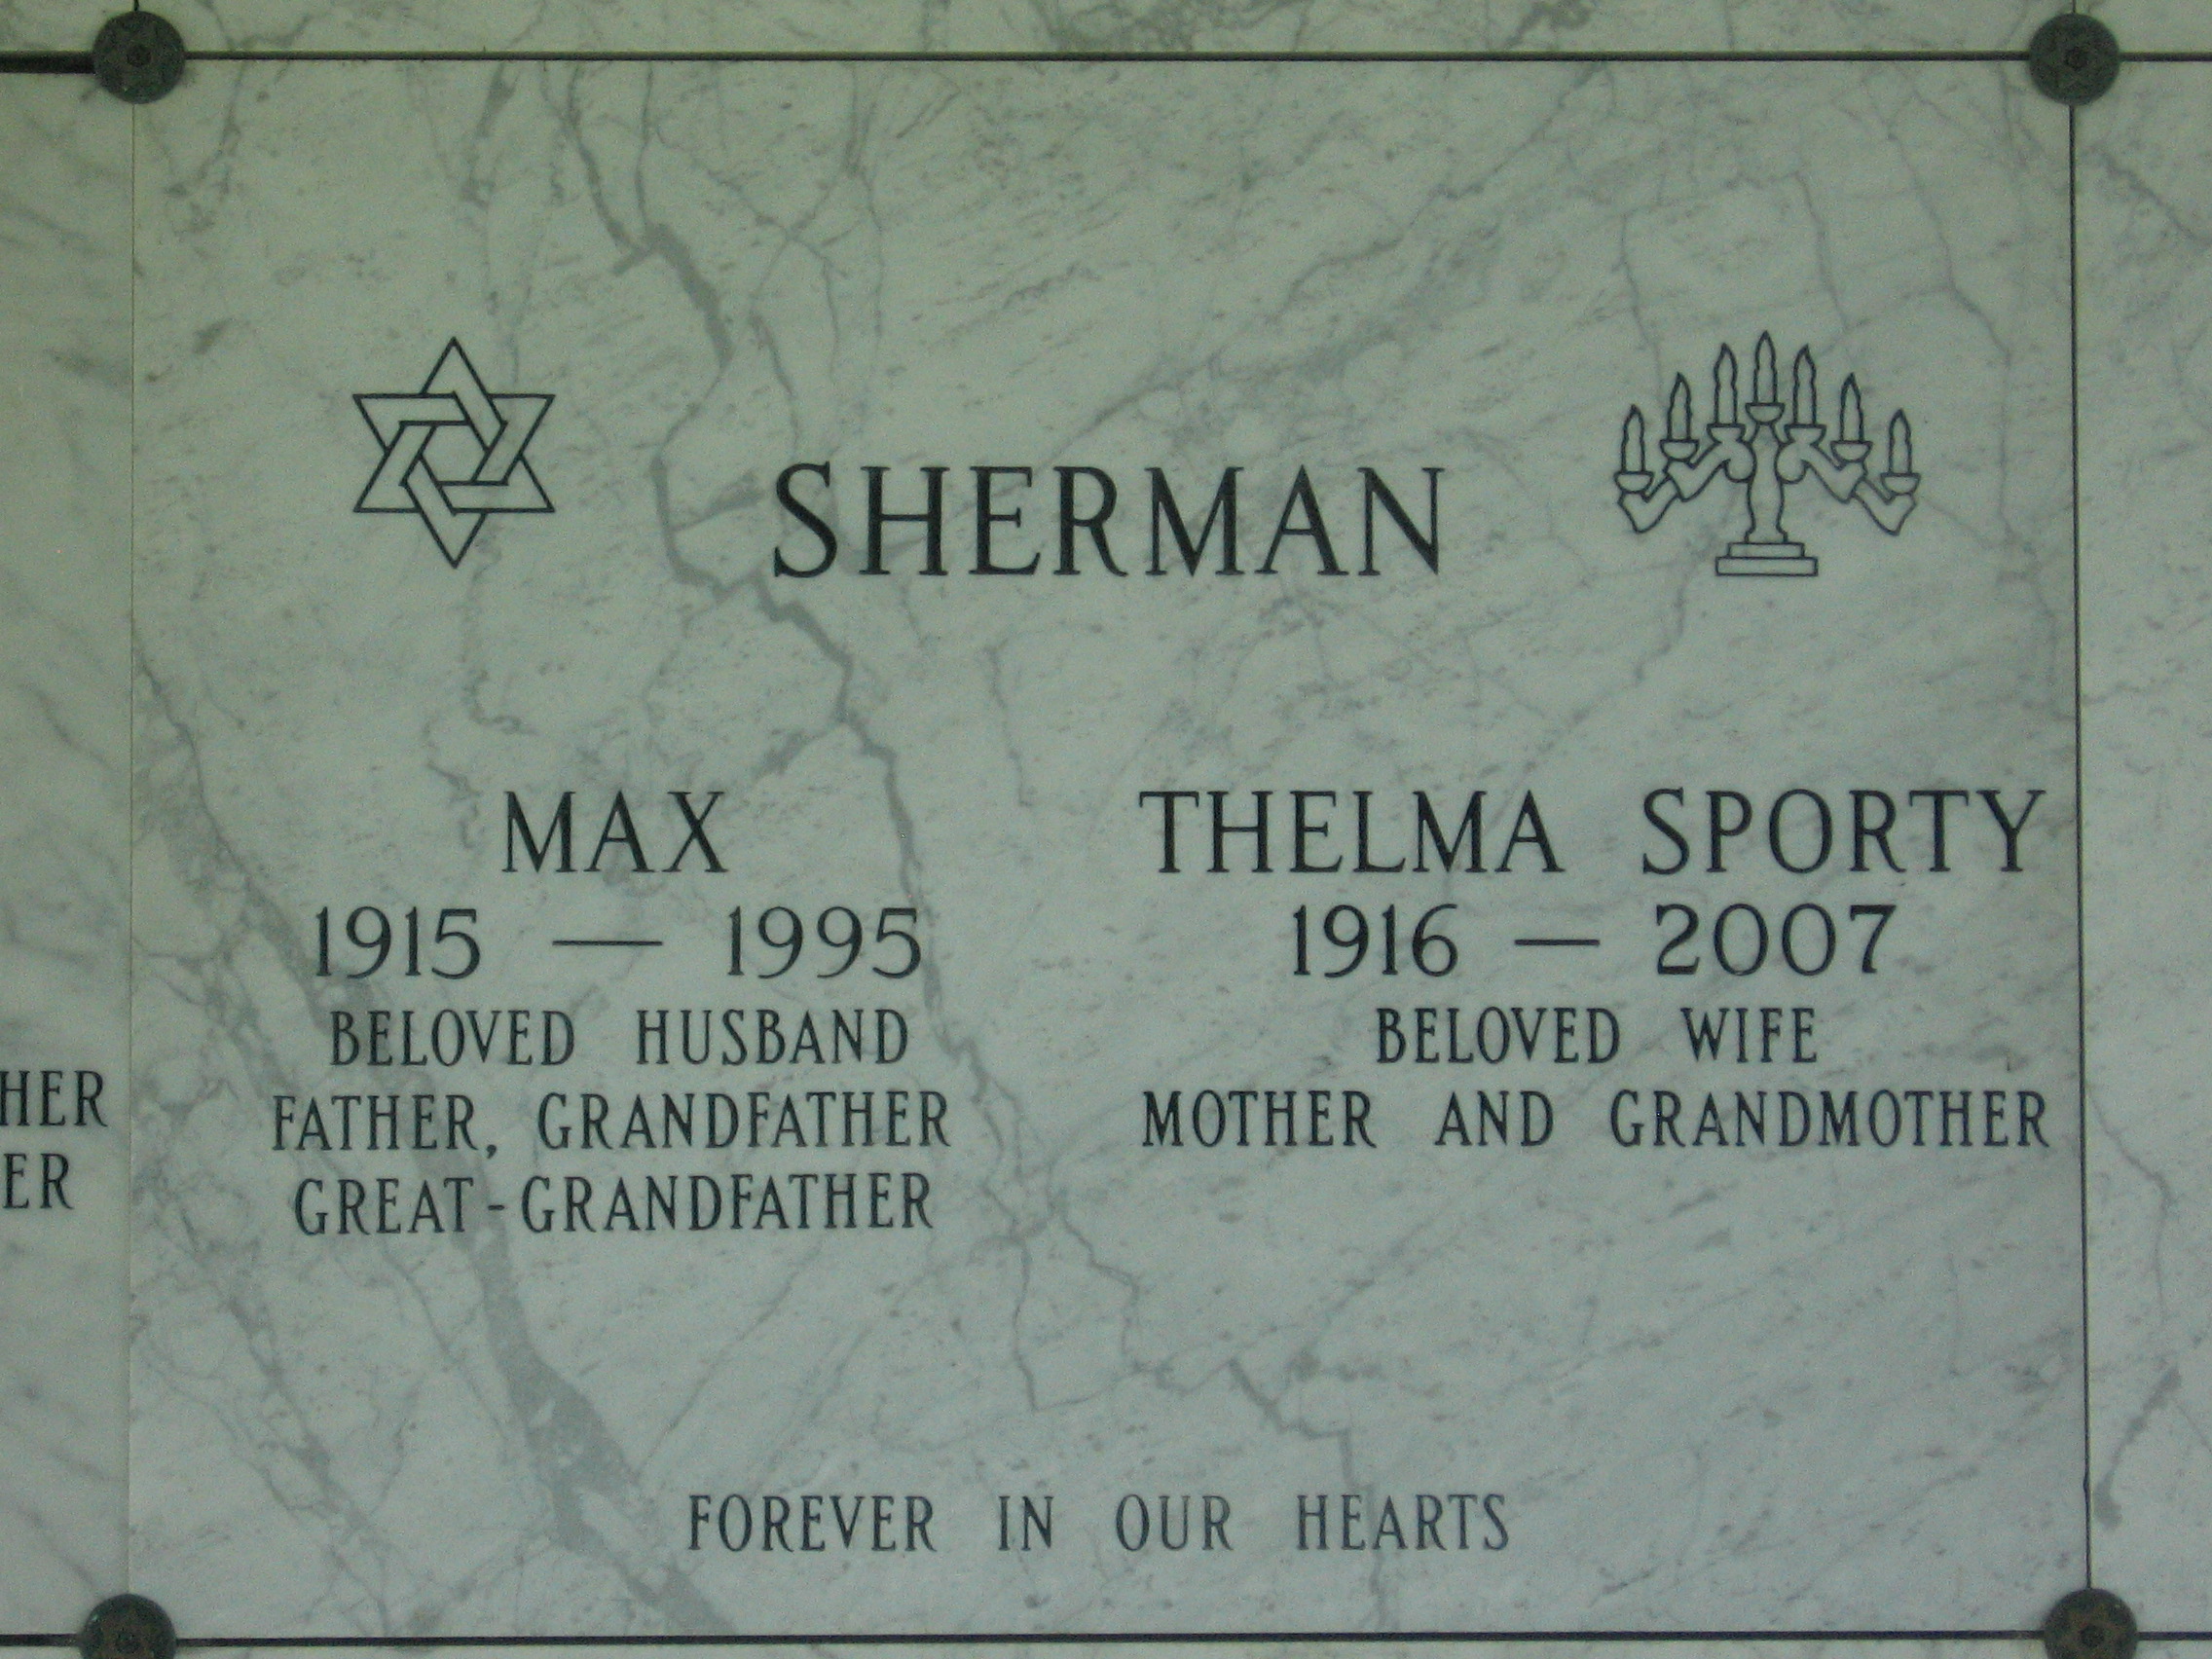 SHERMAN
MAX
1915 — 1995
BELOVED HUSBAND
FATHER, GRANDFATHER
GREAT-GRANDFATHER
THELMA SPORTY
1916 — 2007
BELOVED WIFE
MOTHER AND GRANDMOTHER
FOREVER IN OUR HEARTS
HER
ER